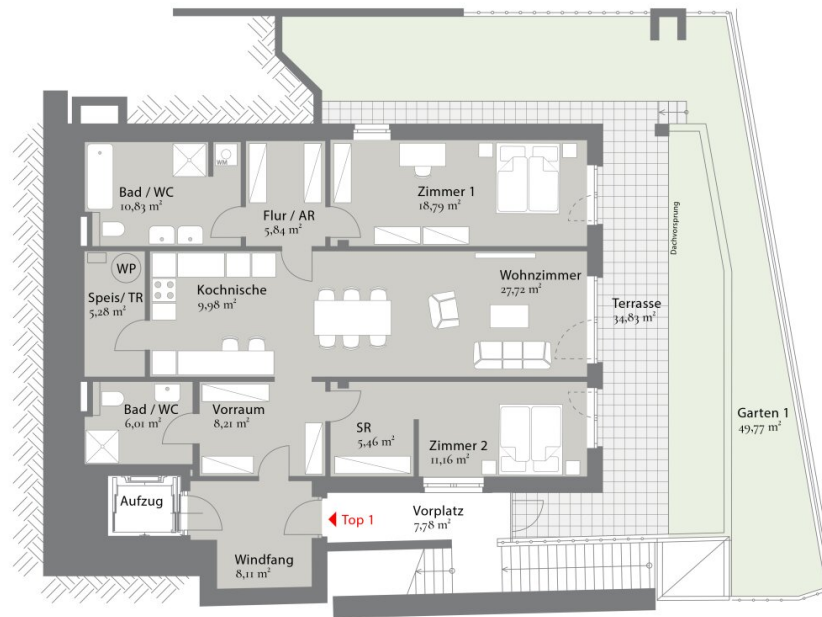 Bad / WC
10,83 m²
WM
Flur / AR
5,84 m²
Zimmer 1
18,79 m²
Dachvorsprung
WP
Speis/ TR
5,28 m²
Kochnische
9,98 m²
Wohnzimmer
27,72 m²
Terrasse
34,83 m²
Bad / WC
6,01 m²
Vorraum
8,21 m²
SR
5,46 m²
Zimmer 2
11,16 m²
Garten 1
49,77 m²
Aufzug
Top 1
Vorplatz
7,78 m²
Windfang
8,11 m²